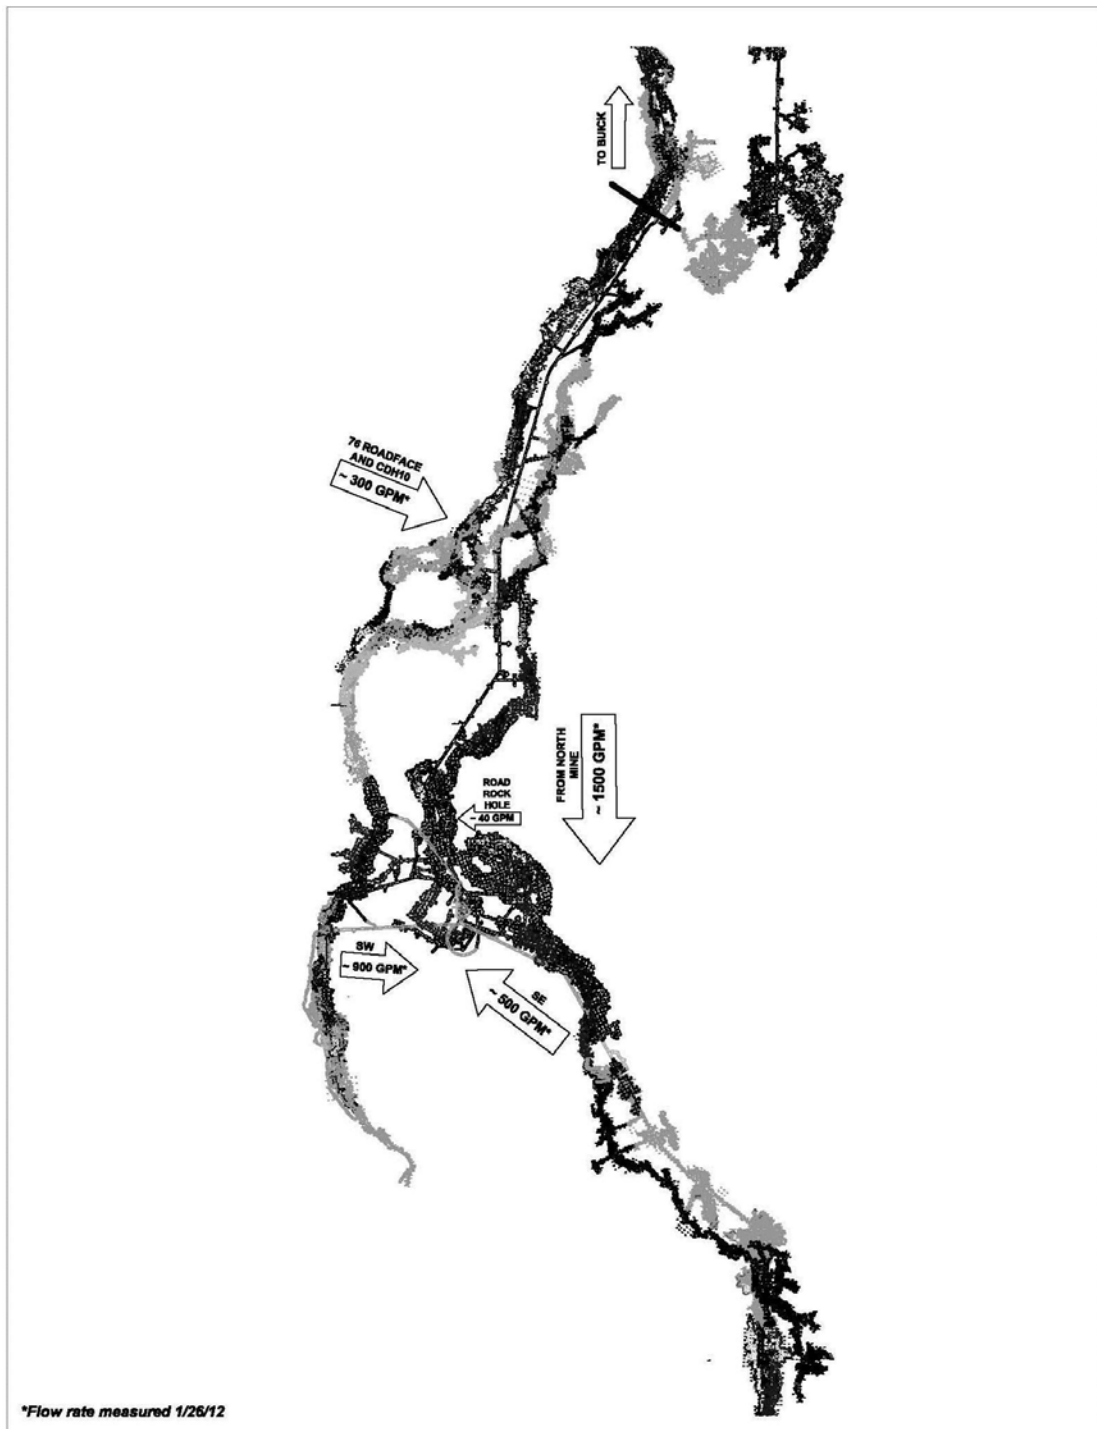 TO BUICK
76 ROADFACE
AND CDH10
~ 300 GPM*
FROM NORTH
MINE
~ 1500 GPM*
ROAD
ROCK
HOLE
~ 40 GPM
SW
~ 900 GPM*
SE
~ 500 GPM*
*Flow rate measured 1/26/12